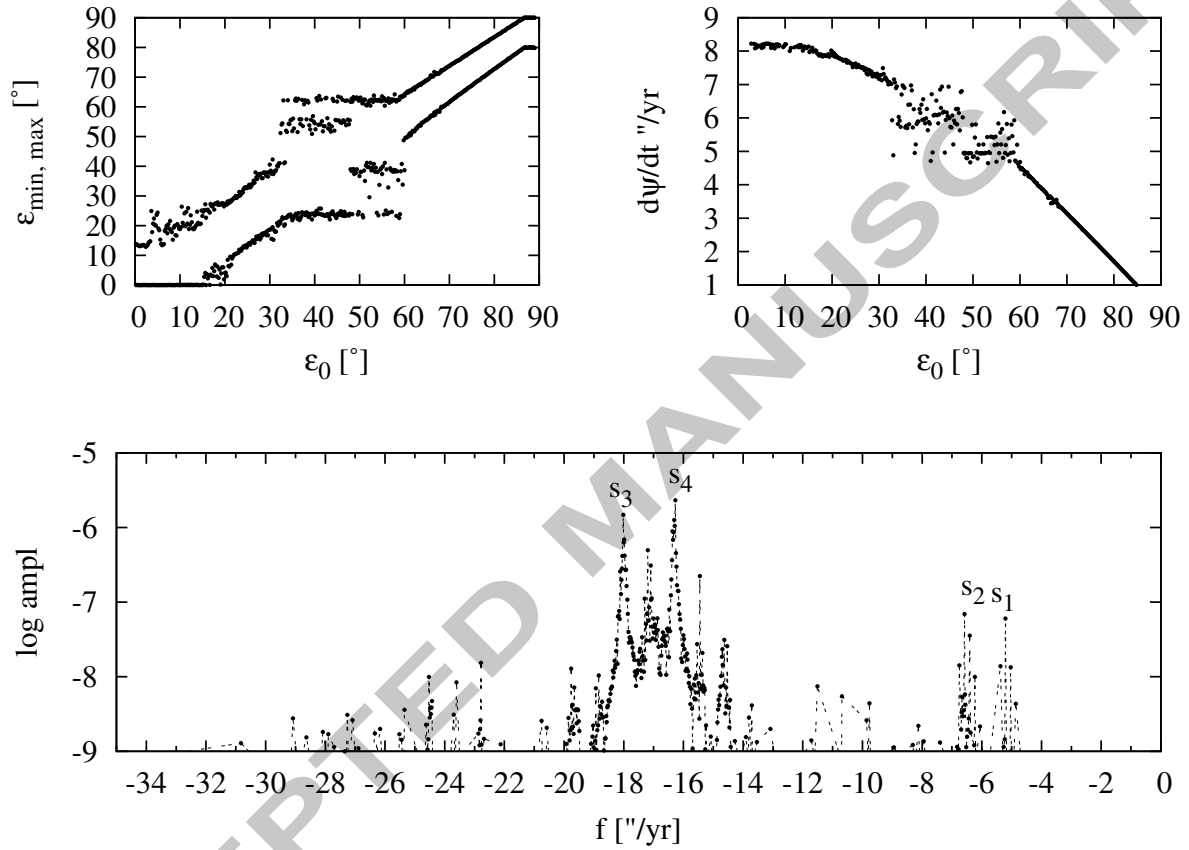 90
80
70
60
50
40
30
20
10
0
ε_min, max [°]
0 10 20 30 40 50 60 70 80 90
ε_0 [°]
9
8
7
6
5
4
3
2
1
dψ/dt "/yr
0 10 20 30 40 50 60 70 80 90
ε_0 [°]
-5
-6
-7
-8
-9
log ampl
s_3 s_4
s_2 s_1
-34 -32 -30 -28 -26 -24 -22 -20 -18 -16 -14 -12 -10 -8 -6 -4 -2 0
f ["/yr]
PTED MANUSCRIP